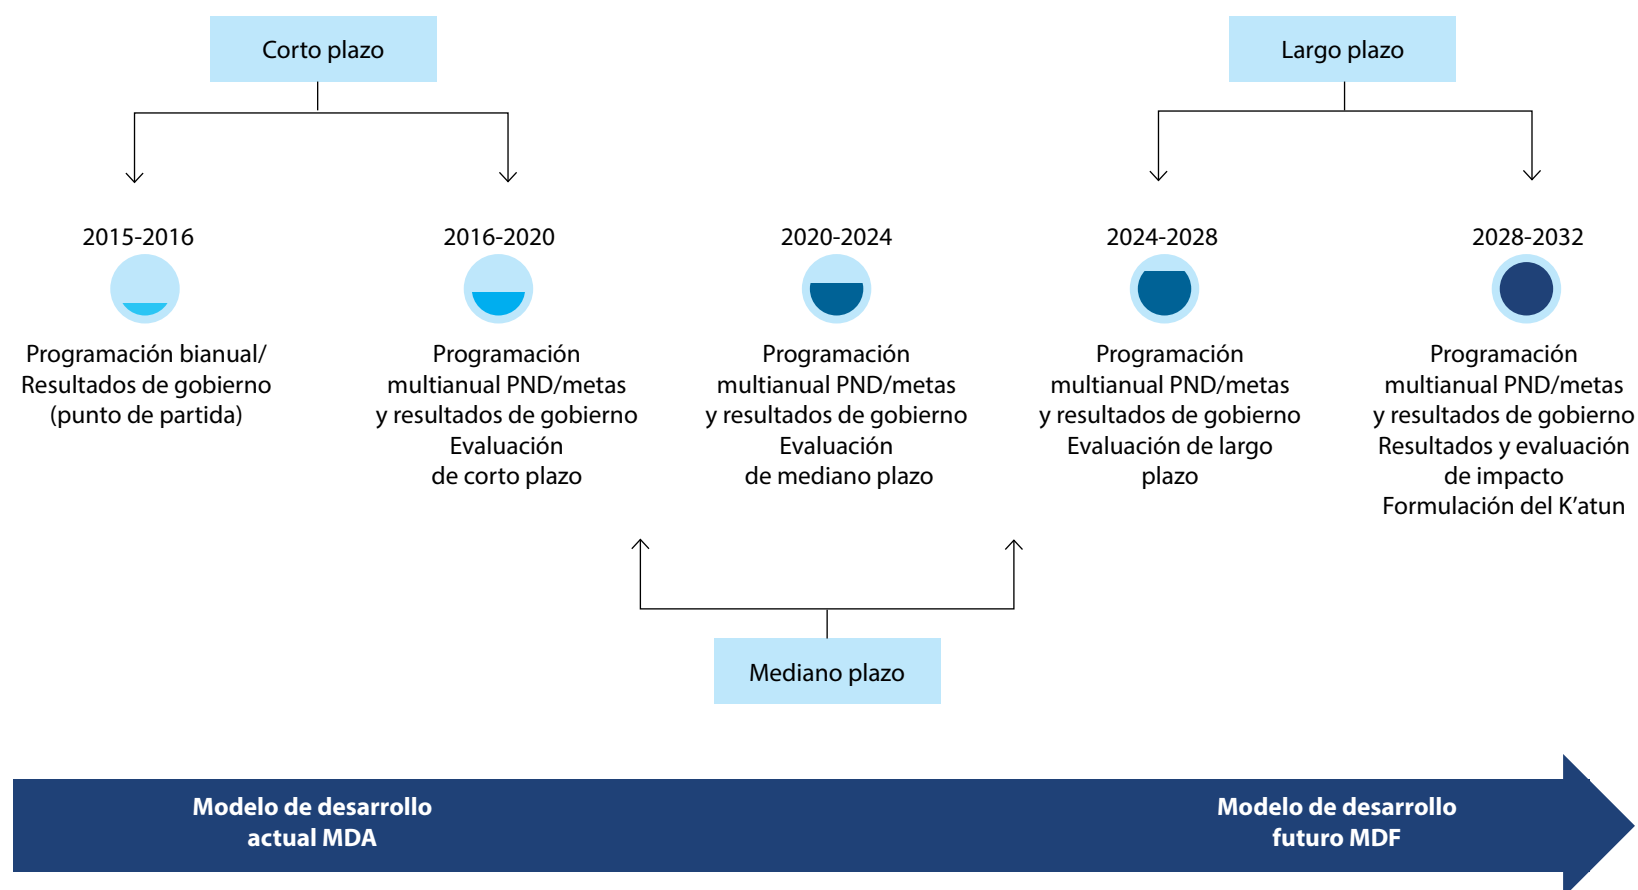 Corto plazo
Largo plazo
2015-2016
Programación bianual/
Resultados de gobierno
(punto de partida)
2016-2020
Programación
multianual PND/metas
y resultados de gobierno
Evaluación
de corto plazo
2020-2024
Programación
multianual PND/metas
y resultados de gobierno
Evaluación
de mediano plazo
2024-2028
Programación
multianual PND/metas
y resultados de gobierno
Evaluación de largo
plazo
2028-2032
Programación
multianual PND/metas
y resultados de gobierno
Resultados y evaluación
de impacto
Formulación del K’atun
Mediano plazo
Modelo de desarrollo
actual MDA
Modelo de desarrollo
futuro MDF